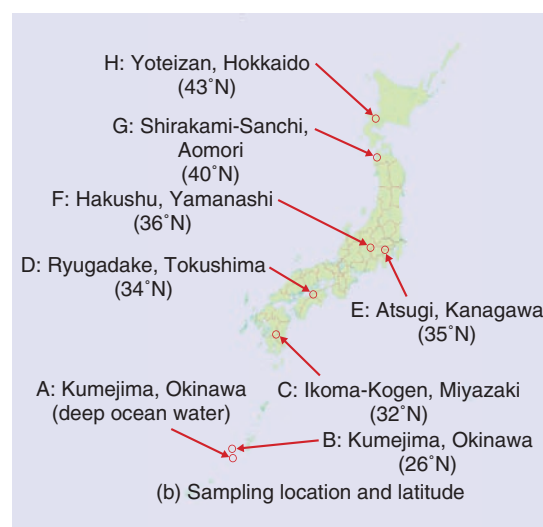 H: Yoteizan, Hokkaido
(43˚N)
G: Shirakami-Sanchi,
Aomori
(40˚N)
F: Hakushu, Yamanashi
(36˚N)
D: Ryugadake, Tokushima
(34˚N)
E: Atsugi, Kanagawa
(35˚N)
A: Kumejima, Okinawa
(deep ocean water)
C: Ikoma-Kogen, Miyazaki
(32˚N)
B: Kumejima, Okinawa
(26˚N)
(b) Sampling location and latitude